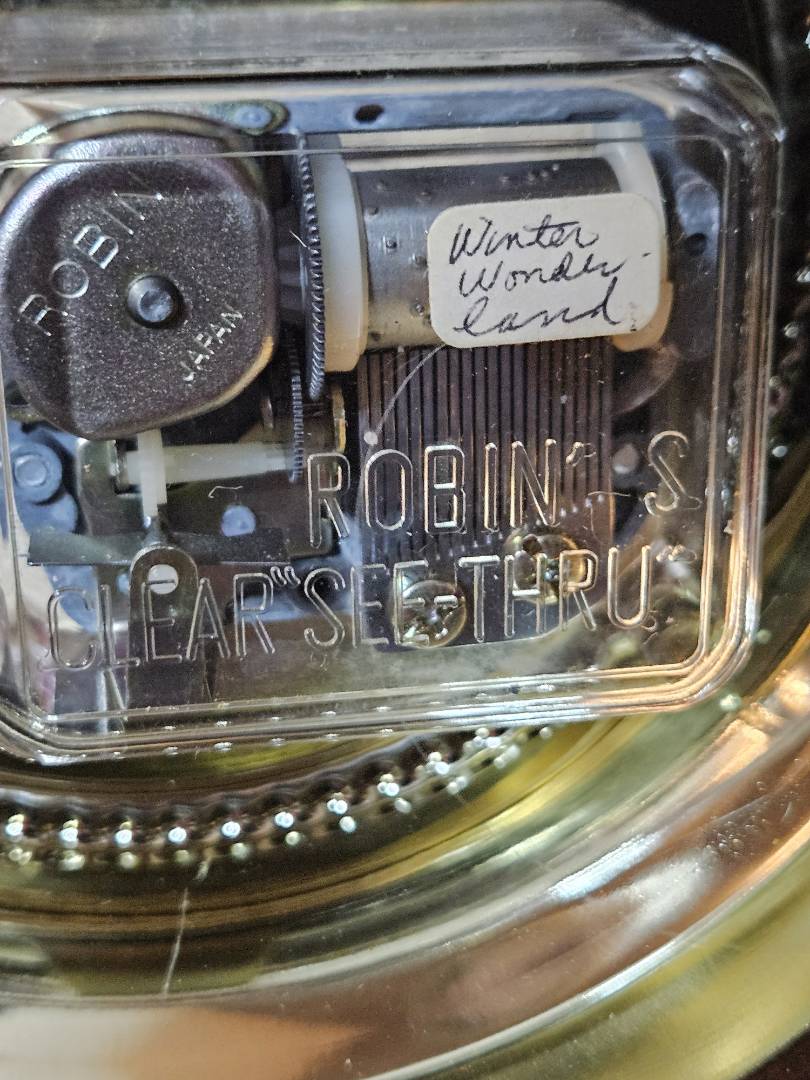 ROBIN
JAPAN
Winter
Wonder-
land
ROBIN'S
CLEAR "SEE-THRU"